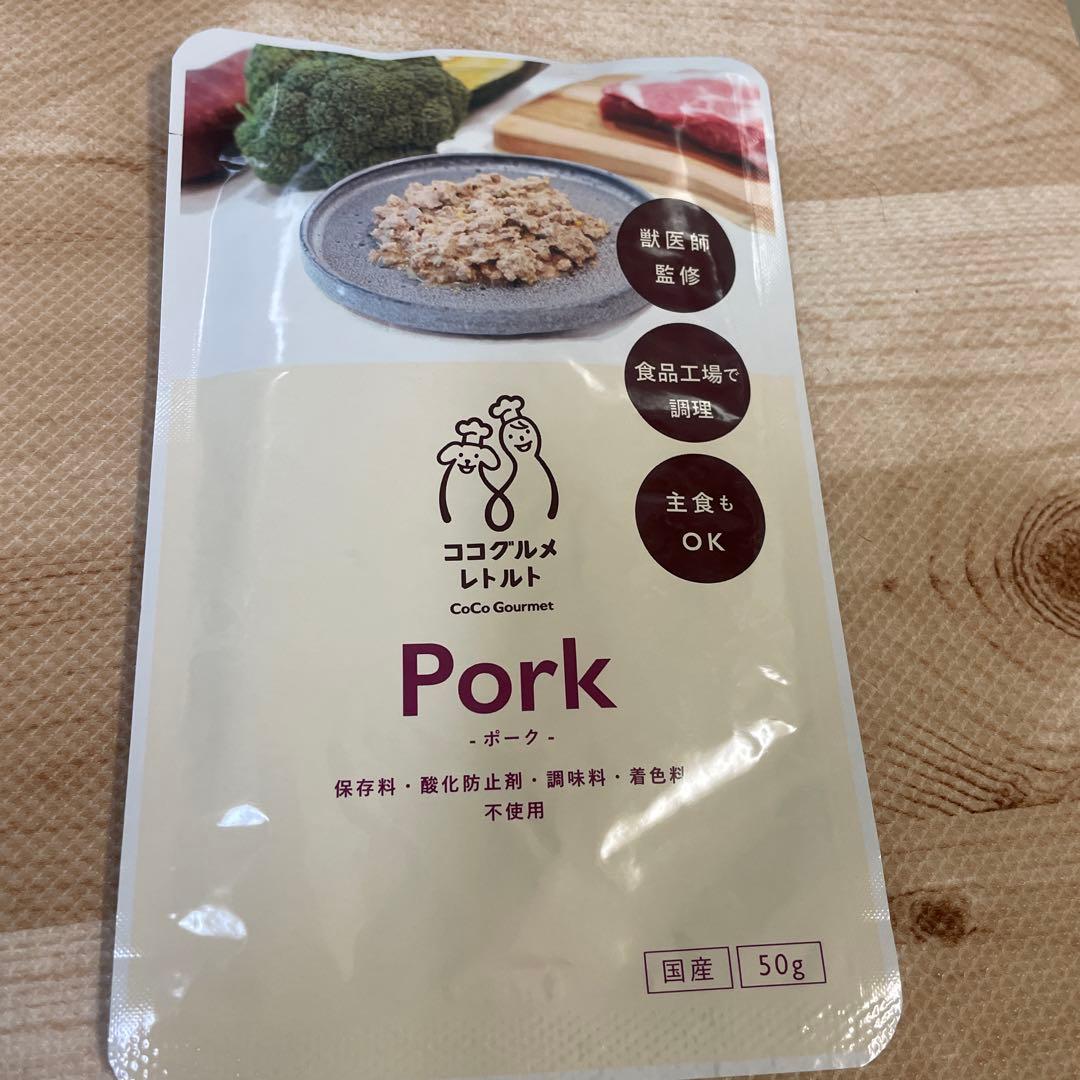 獣医師
監修
食品工場で
調理
主食も
OK
ココグルメ
レトルト
CoCo Gourmet
Pork
- ポーク -
保存料・酸化防止剤・調味料・着色料
不使用
国産
50g